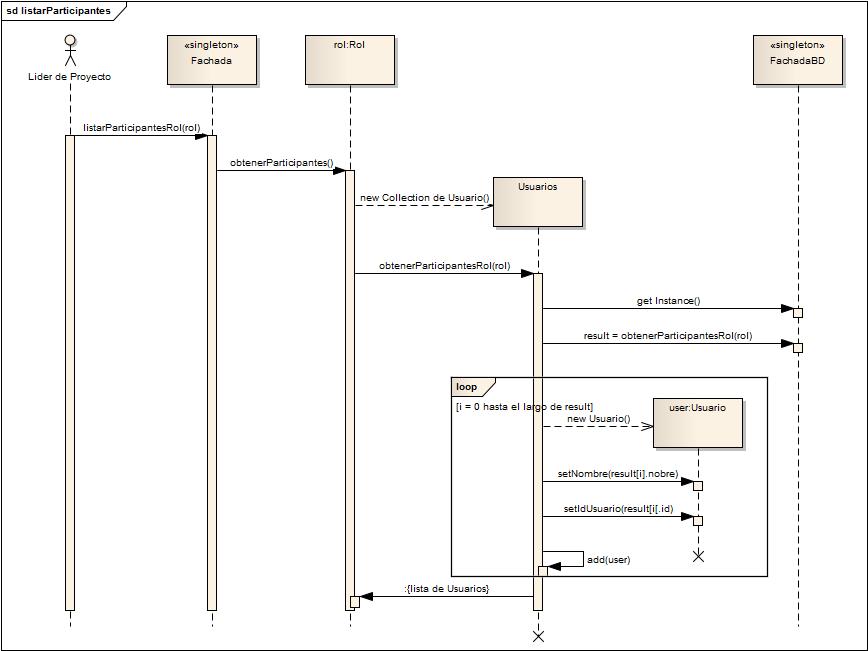 sd listarParticipantes
Lider de Proyecto
«singleton»
Fachada
rol:Rol
«singleton»
FachadaBD
listarParticipantesRol(rol)
obtenerParticipantes()
new Collection de Usuario()
Usuarios
obtenerParticipantesRol(rol)
get Instance()
result = obtenerParticipantesRol(rol)
loop
[i = 0 hasta el largo de result]
new Usuario()
user:Usuario
setNombre(result[i].nobre)
setIdUsuario(result[i[.id)
add(user)
:{lista de Usuarios}